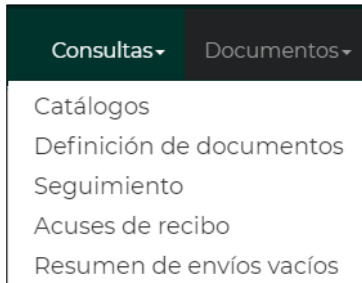 Consultas Documentos
Catálogos
Definición de documentos
Seguimiento
Acuses de recibo
Resumen de envíos vacíos